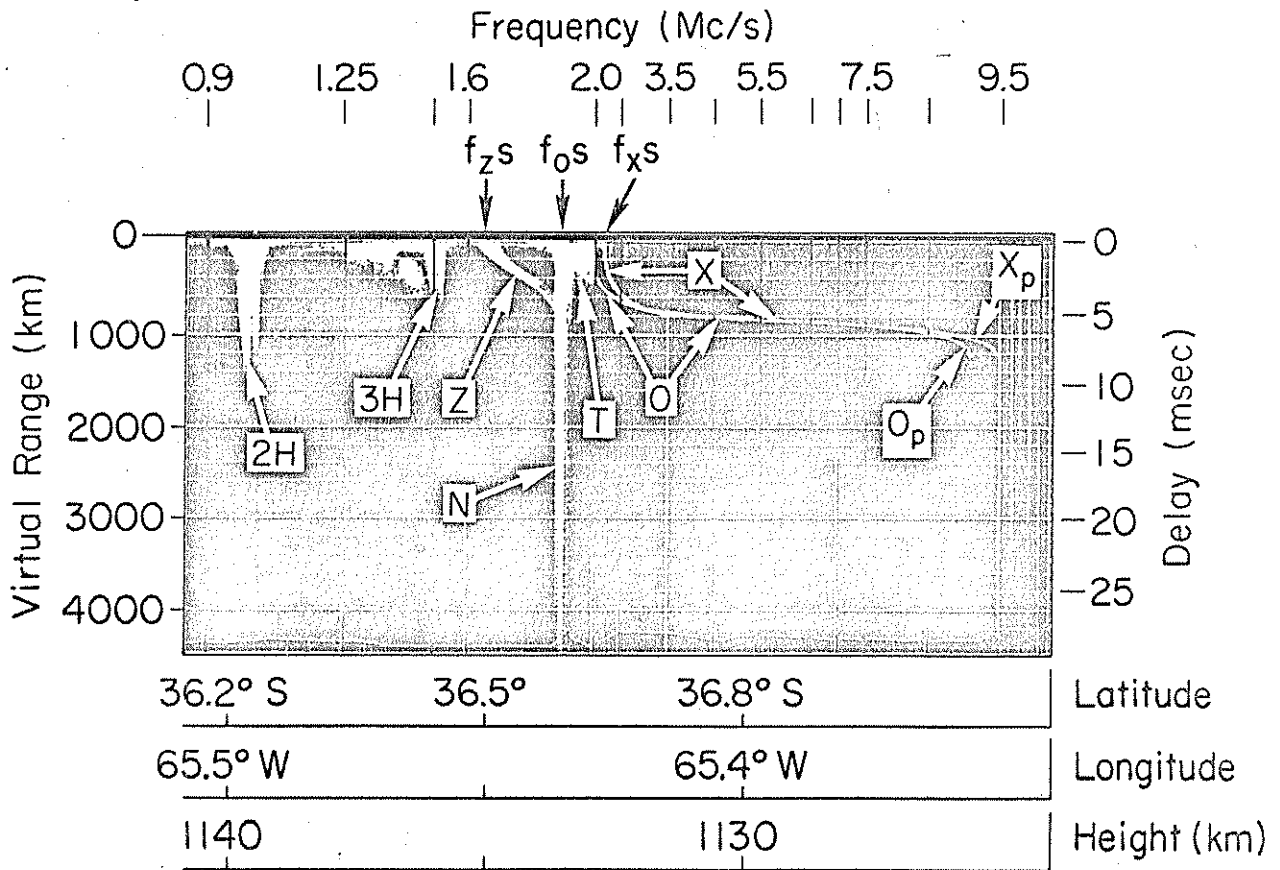 Frequency (Mc/s)
0.9 1.25 1.6 2.0 3.5 5.5 7.5 9.5
fzs fos fxs
Virtual Range (km)
0
1000
2000
3000
4000
-0
-5
-10
-15
-20
-25
Delay (msec)
X Xp
3H Z T O Op
2H
N
36.2° S 36.5° 36.8° S Latitude
65.5° W 65.4° W Longitude
1140 1130 Height (km)